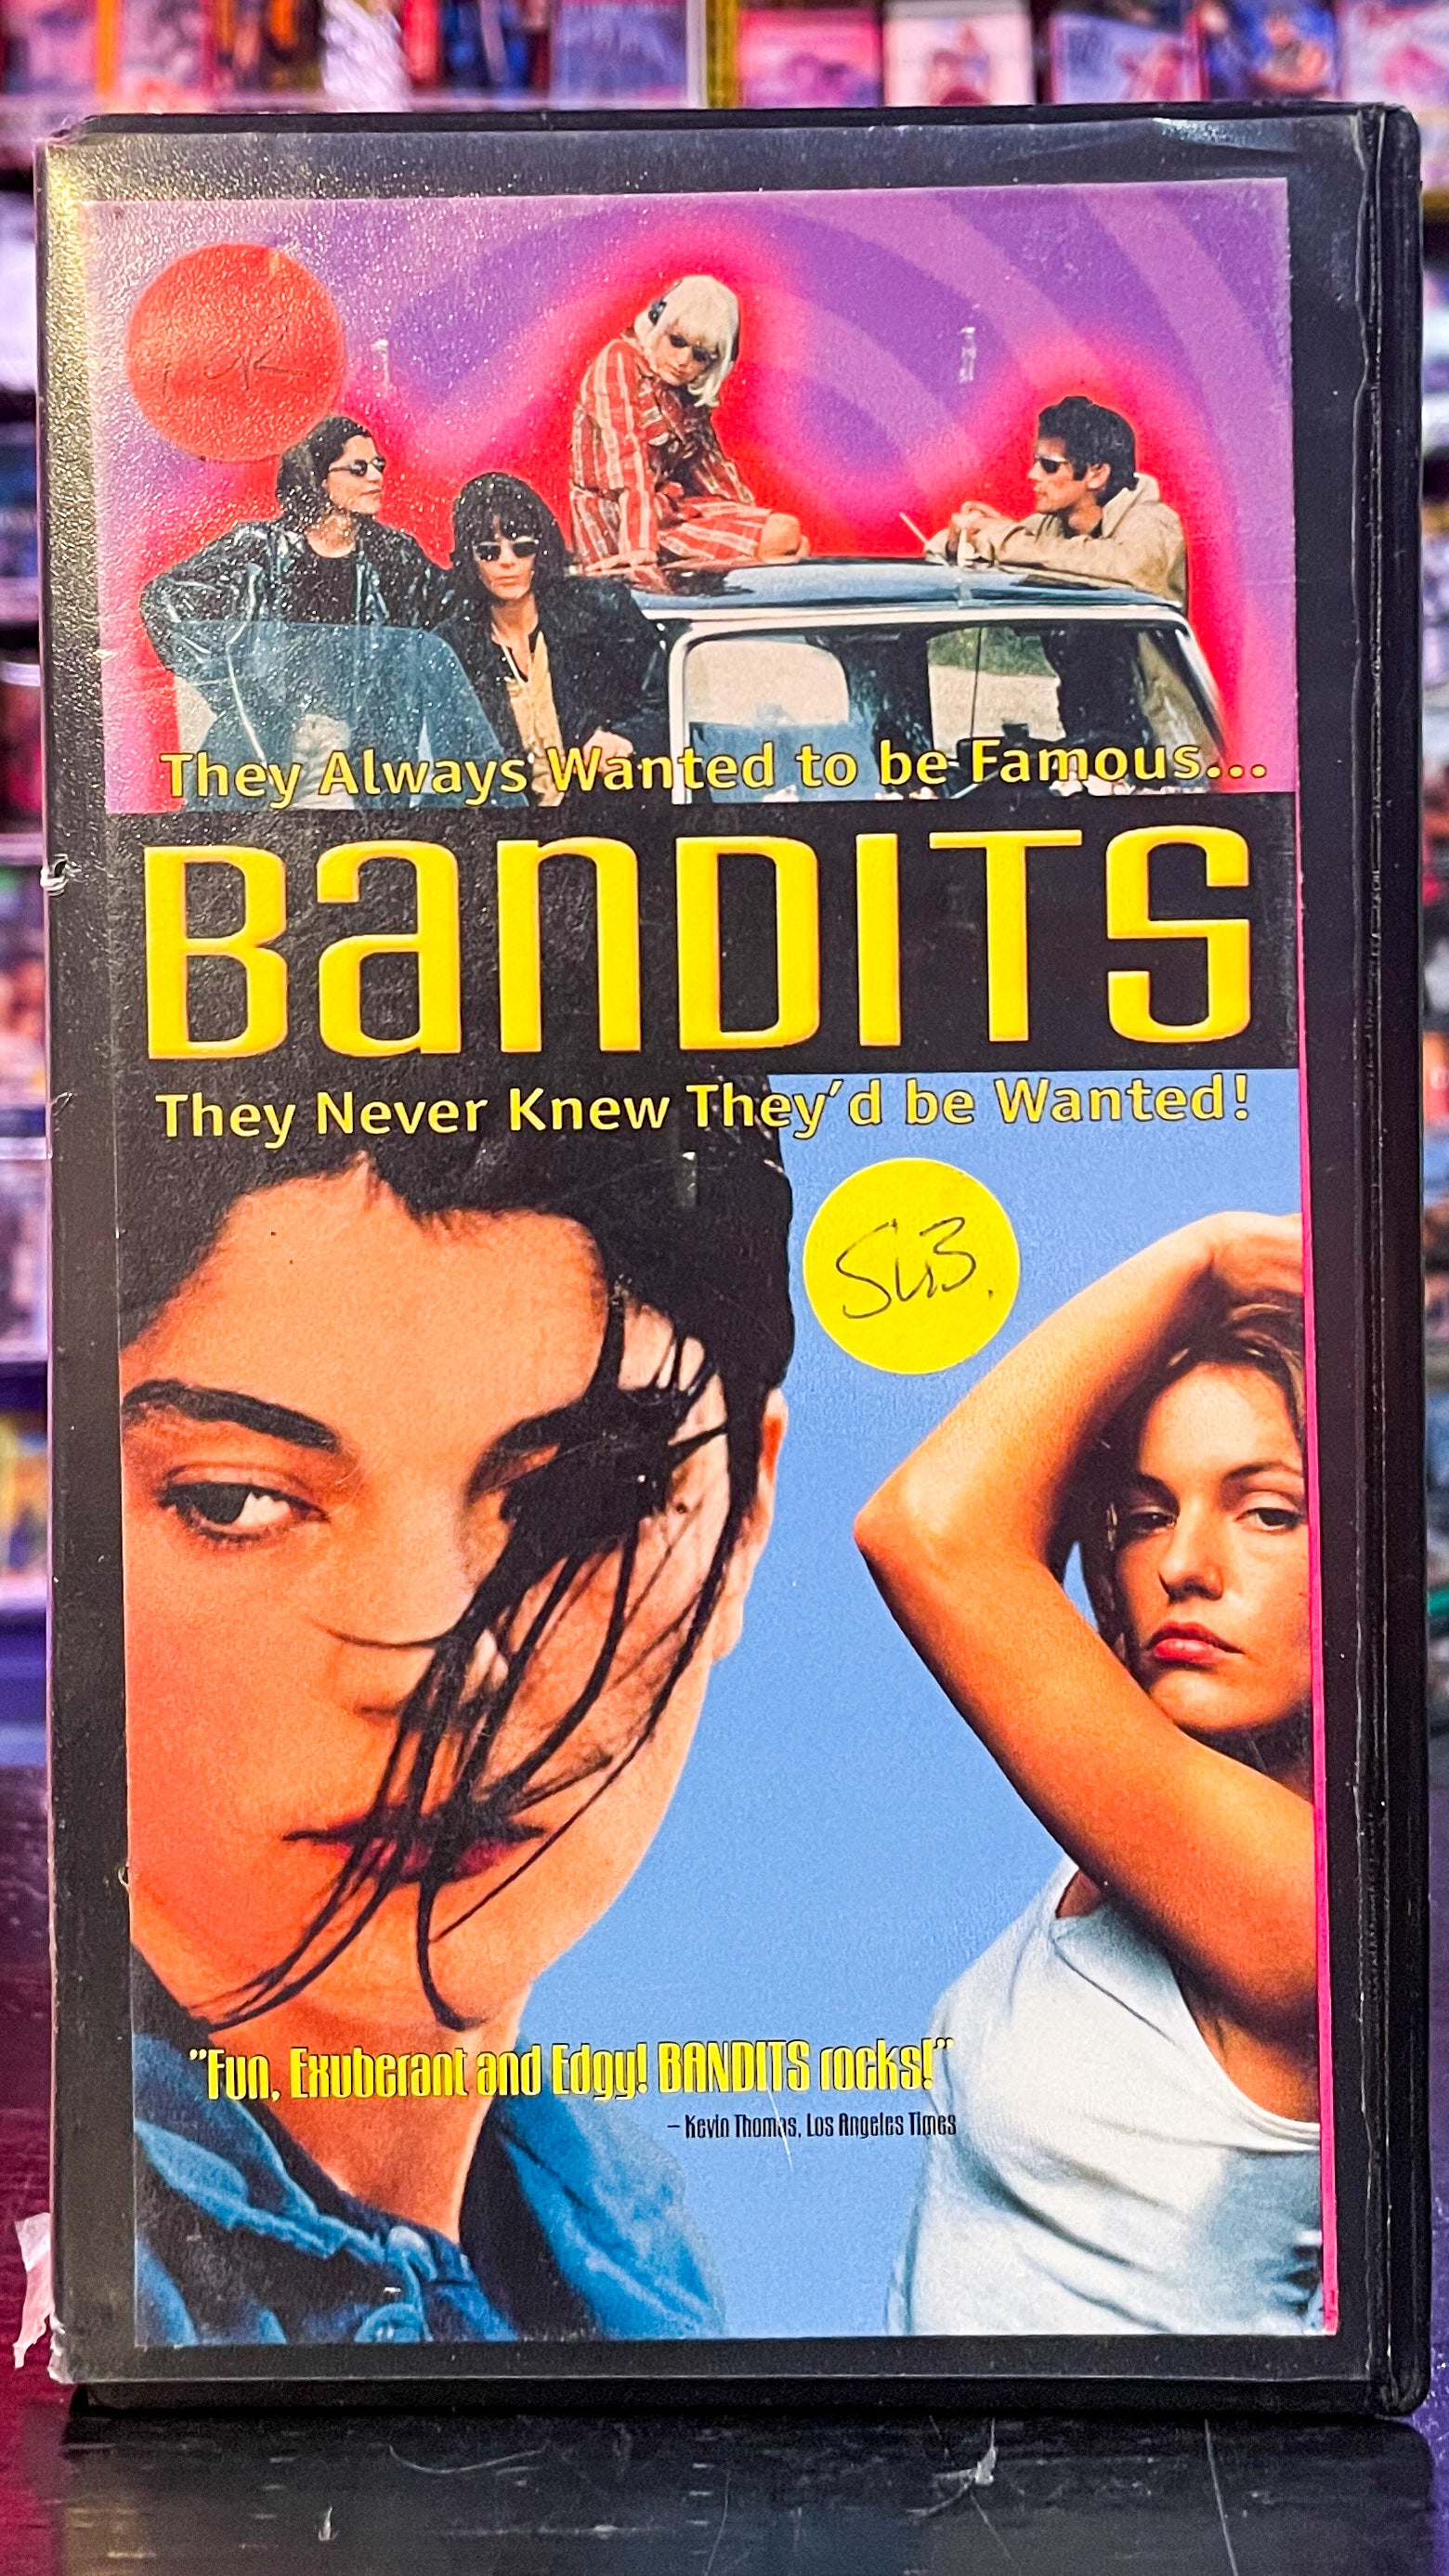 They Always Wanted to be Famous...
BANDITS
They Never Knew They'd be Wanted!
SUB.
"Fun, Exuberant and Edgy! BANDITS rocks!"
– Kevin Thomas, Los Angeles Times